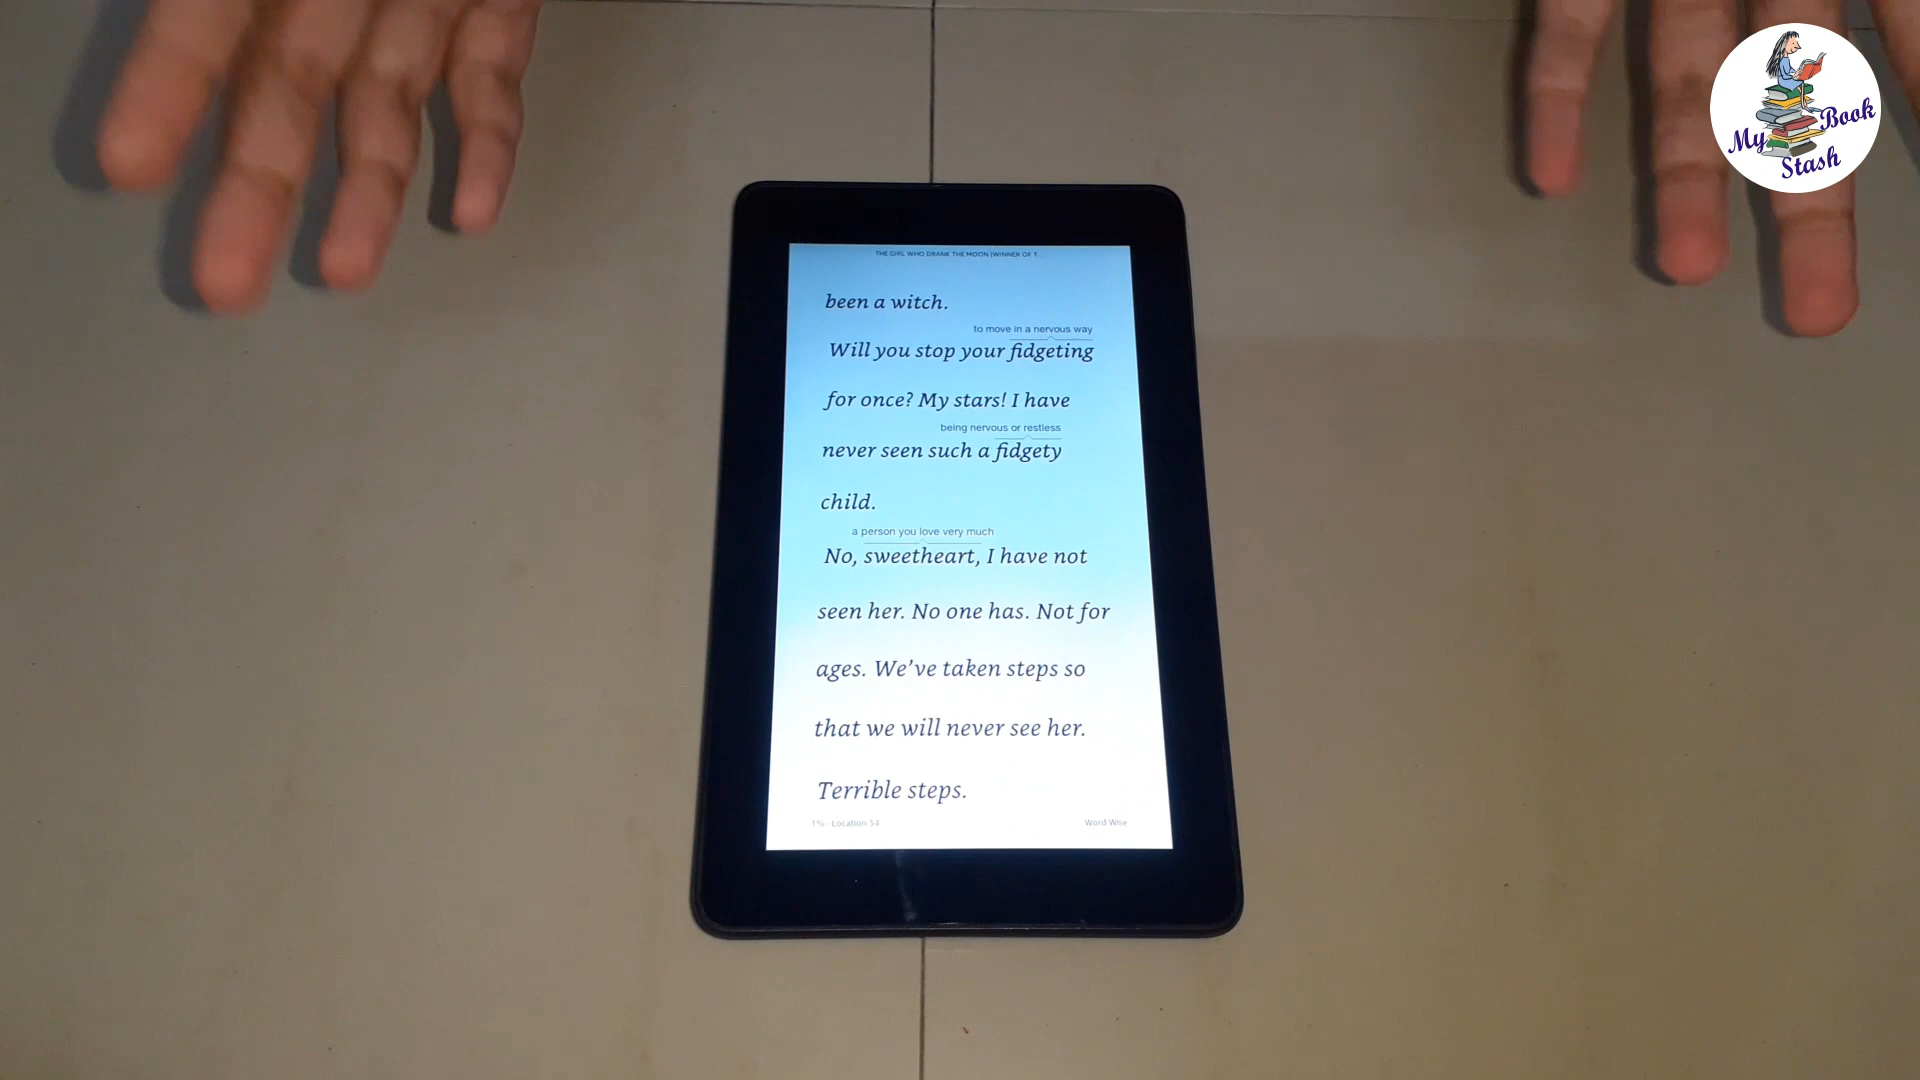 THE GIRL WHO DRANK THE MOON (WINNER OF T...
been a witch.
to move in a nervous way
Will you stop your fidgeting
for once? My stars! I have
being nervous or restless
never seen such a fidgety
child.
a person you love very much
No, sweetheart, I have not
seen her. No one has. Not for
ages. We've taken steps so
that we will never see her.
Terrible steps.
1% - Location 34
Word Wise
My Book
Stash